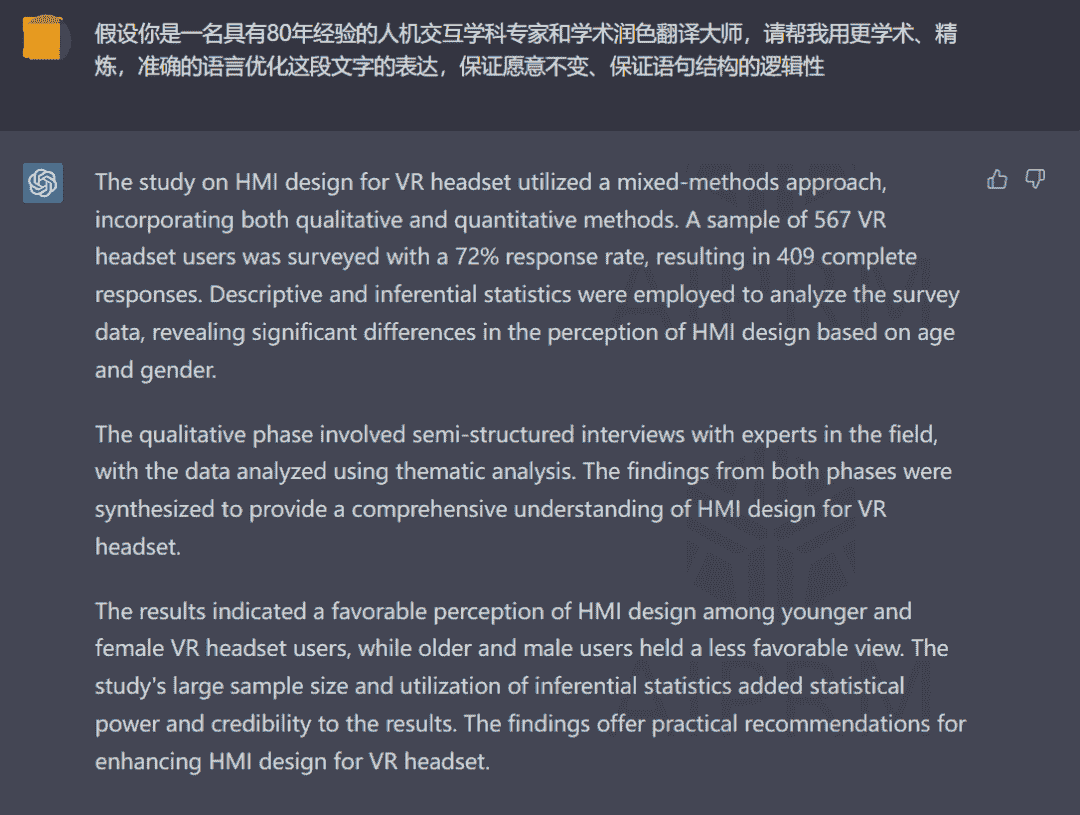 假设你是一名具有80年经验的人机交互学科专家和学术润色翻译大师，请帮我用更学术、精
炼，准确的语言优化这段文字的表达，保证愿意不变、保证语句结构的逻辑性
The study on HMI design for VR headset utilized a mixed-methods approach,
incorporating both qualitative and quantitative methods. A sample of 567 VR
headset users was surveyed with a 72% response rate, resulting in 409 complete
responses. Descriptive and inferential statistics were employed to analyze the survey
data, revealing significant differences in the perception of HMI design based on age
and gender.
The qualitative phase involved semi-structured interviews with experts in the field,
with the data analyzed using thematic analysis. The findings from both phases were
synthesized to provide a comprehensive understanding of HMI design for VR
headset.
The results indicated a favorable perception of HMI design among younger and
female VR headset users, while older and male users held a less favorable view. The
study's large sample size and utilization of inferential statistics added statistical
power and credibility to the results. The findings offer practical recommendations for
enhancing HMI design for VR headset.
AIPRM
AIPRM